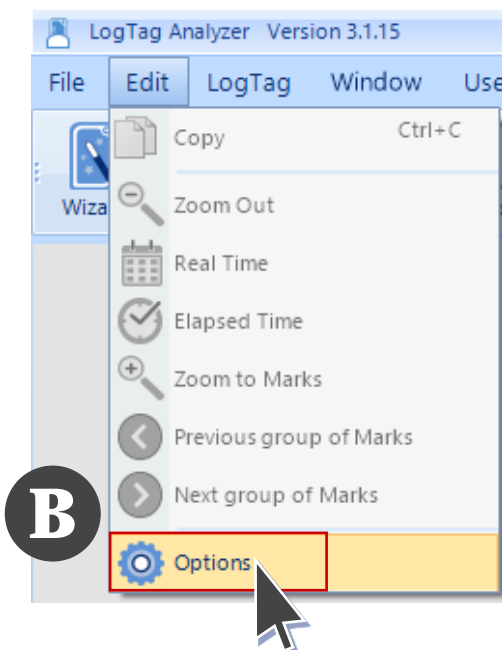 LogTag Analyzer Version 3.1.15
File Edit LogTag Window Use
Wiza
Copy Ctrl+C
Zoom Out
Real Time
Elapsed Time
Zoom to Marks
Previous group of Marks
Next group of Marks
B
Options